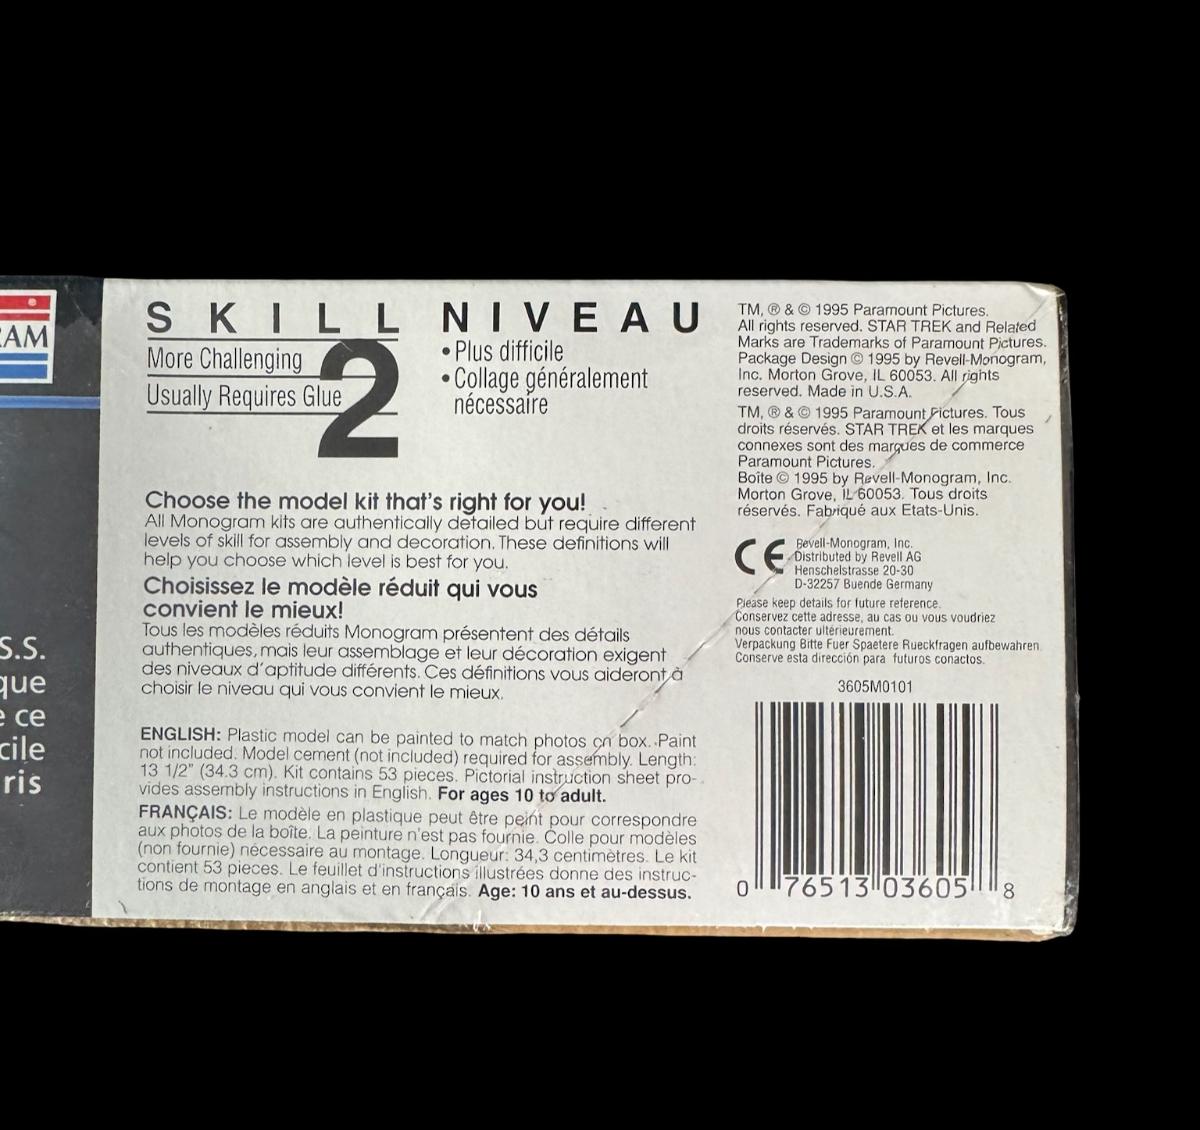 RAM
S.S.
que
e ce
cile
ris
SKILL NIVEAU
2
More Challenging
Usually Requires Glue
• Plus difficile
• Collage généralement
nécessaire
Choose the model kit that's right for you!
All Monogram kits are authentically detailed but require different
levels of skill for assembly and decoration. These definitions will
help you choose which level is best for you.
Choisissez le modèle réduit qui vous
convient le mieux!
Tous les modèles réduits Monogram présentent des détails
authentiques, mais leur assemblage et leur décoration exigent
des niveaux d'aptitude différents. Ces définitions vous aideront à
choisir le niveau qui vous convient le mieux.
ENGLISH: Plastic model can be painted to match photos on box. Paint
not included. Model cement (not included) required for assembly. Length:
13 1/2" (34.3 cm). Kit contains 53 pieces. Pictorial instruction sheet pro-
vides assembly instructions in English. For ages 10 to adult.
FRANÇAIS: Le modèle en plastique peut être peint pour correspondre
aux photos de la boîte. La peinture n'est pas fournie. Colle pour modèles
(non fournie) nécessaire au montage. Longueur: 34,3 centimètres. Le kit
contient 53 pieces. Le feuillet d'instructions illustrées donne des instruc-
tions de montage en anglais et en français. Age: 10 ans et au-dessus.
TM, ® & © 1995 Paramount Pictures.
All rights reserved. STAR TREK and Related
Marks are Trademarks of Paramount Pictures.
Package Design © 1995 by Revell-Monogram,
Inc. Morton Grove, IL 60053. All rights
reserved. Made in U.S.A.
TM, ® & © 1995 Paramount Pictures. Tous
droits réservés. STAR TREK et les marques
connexes sont des marques de commerce
Paramount Pictures.
Boîte © 1995 by Revell-Monogram, Inc.
Morton Grove, IL 60053. Tous droits
réservés. Fabriqué aux Etats-Unis.
CE
Revell-Monogram, Inc.
Distributed by Revell AG
Henschelstrasse 20-30
D-32257 Buende Germany
Please keep details for future reference.
Conservez cette adresse, au cas ou vous voudriez
nous contacter ultérieurement.
Verpackung Bitte Fuer Spaetere Rueckfragen aufbewahren.
Conserve esta dirección para futuros conactos.
3605M0101
0 76513 03605 8